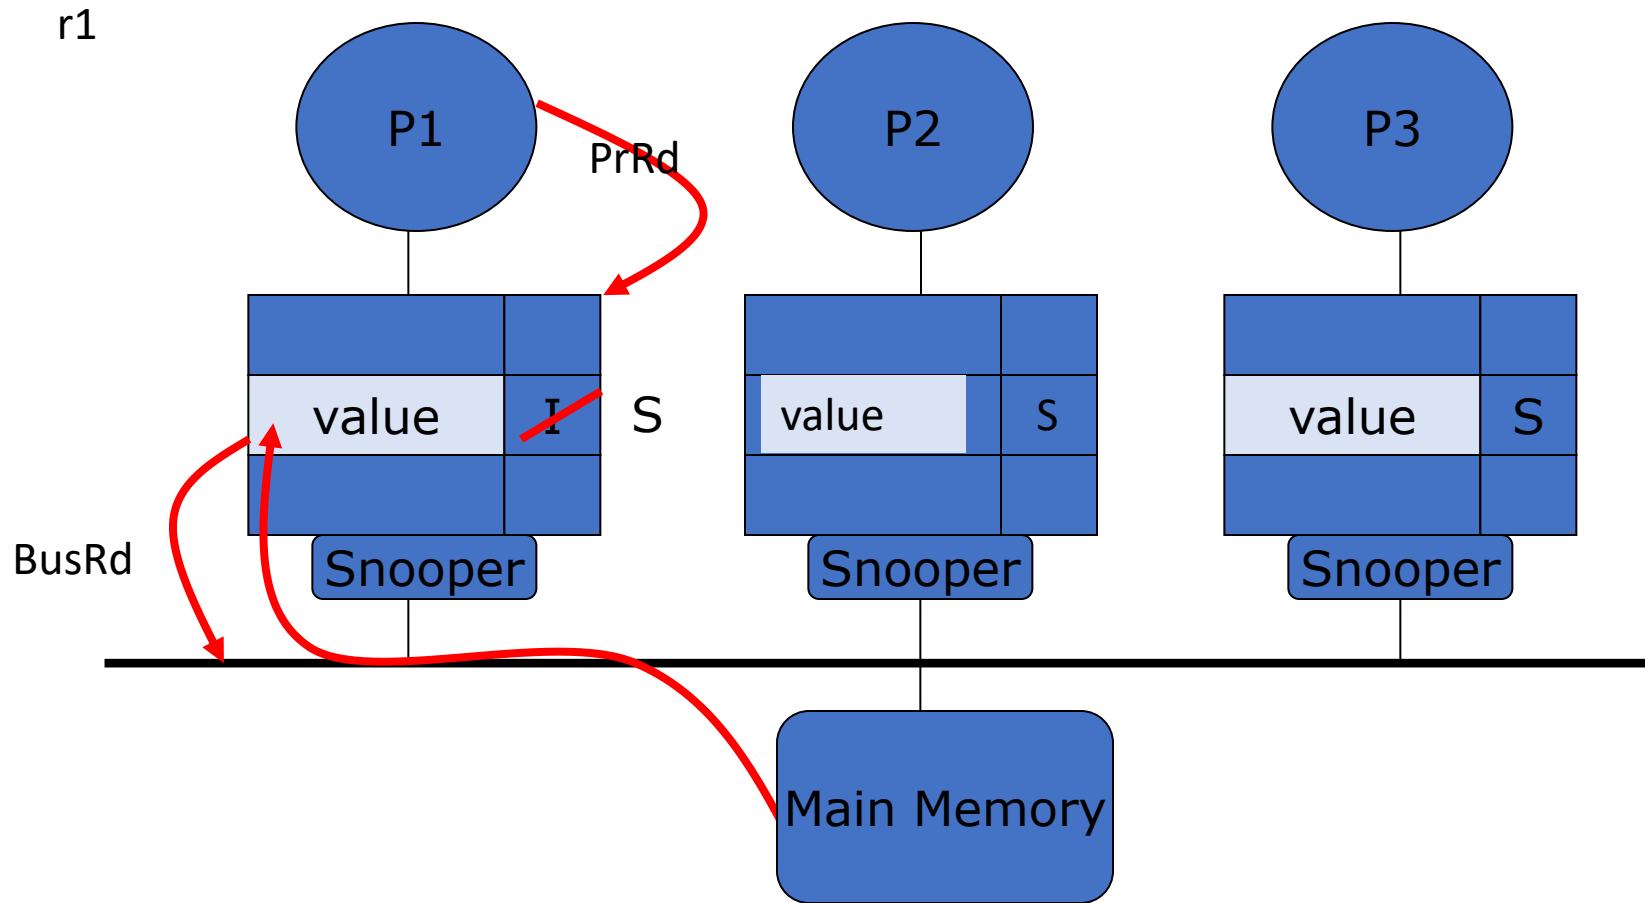 r1
P1
P2
P3
PrRd
value I S
value S
value S
BusRd
Snooper
Snooper
Snooper
Main Memory